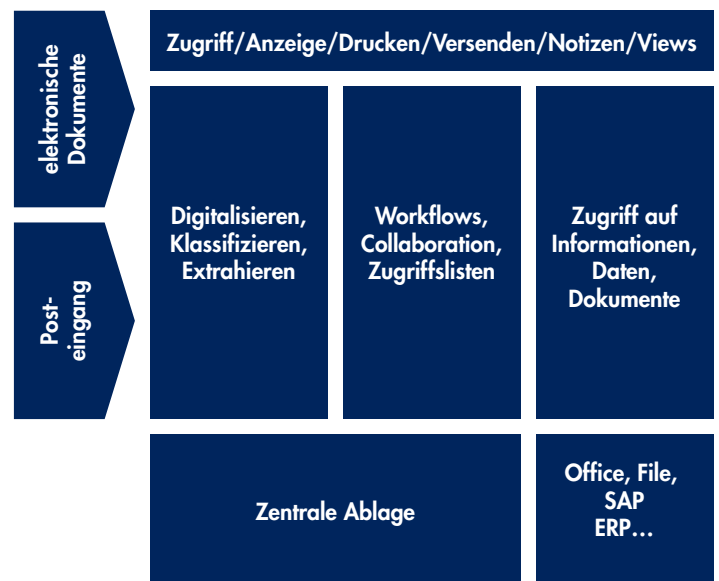 elektronische
Dokumente
Zugriff/Anzeige/Drucken/Versenden/Notizen/Views
Post-
eingang
Digitalisieren,
Klassifizieren,
Extrahieren
Workflows,
Collaboration,
Zugriffslisten
Zugriff auf
Informationen,
Daten,
Dokumente
Zentrale Ablage
Office, File,
SAP
ERP...